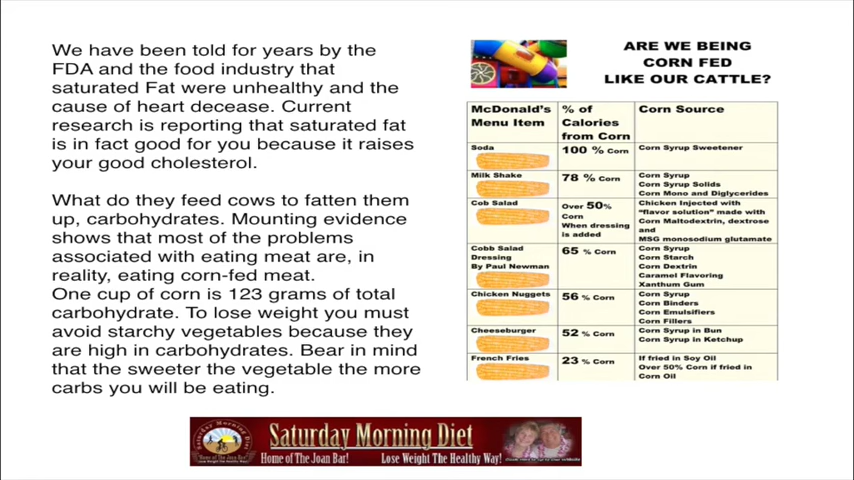 We have been told for years by the
FDA and the food industry that
saturated Fat were unhealthy and the
cause of heart decease. Current
research is reporting that saturated fat
is in fact good for you because it raises
your good cholesterol.
What do they feed cows to fatten them
up, carbohydrates. Mounting evidence
shows that most of the problems
associated with eating meat are, in
reality, eating corn-fed meat.
One cup of corn is 123 grams of total
carbohydrate. To lose weight you must
avoid starchy vegetables because they
are high in carbohydrates. Bear in mind
that the sweeter the vegetable the more
carbs you will be eating.
ARE WE BEING
CORN FED
LIKE OUR CATTLE?
McDonald's
Menu Item
% of
Calories
from Corn
Corn Source
Soda
100 % Corn
Corn Syrup Sweetener
Milk Shake
78 % Corn
Corn Syrup
Corn Syrup Solids
Corn Mono and Diglycerides
Cob Salad
Over 50%
Corn
When dressing
is added
Chicken Injected with
"flavor solution" made with
Corn Maltodextrin, dextrose
and
MSG monosodium glutamate
Cobb Salad
Dressing
By Paul Newman
65 % Corn
Corn Syrup
Corn Starch
Corn Dextrin
Caramel Flavoring
Xanthum Gum
Chicken Nuggets
56 % Corn
Corn Syrup
Corn Binders
Corn Emulsifiers
Corn Fillers
Cheeseburger
52 % Corn
Corn Syrup in Bun
Corn Syrup in Ketchup
French Fries
23 % Corn
If fried in Soy Oil
Over 50% Corn if fried in
Corn Oil
Saturday Morning Diet
Home of The Joan Bar!
Lose Weight The Healthy Way!